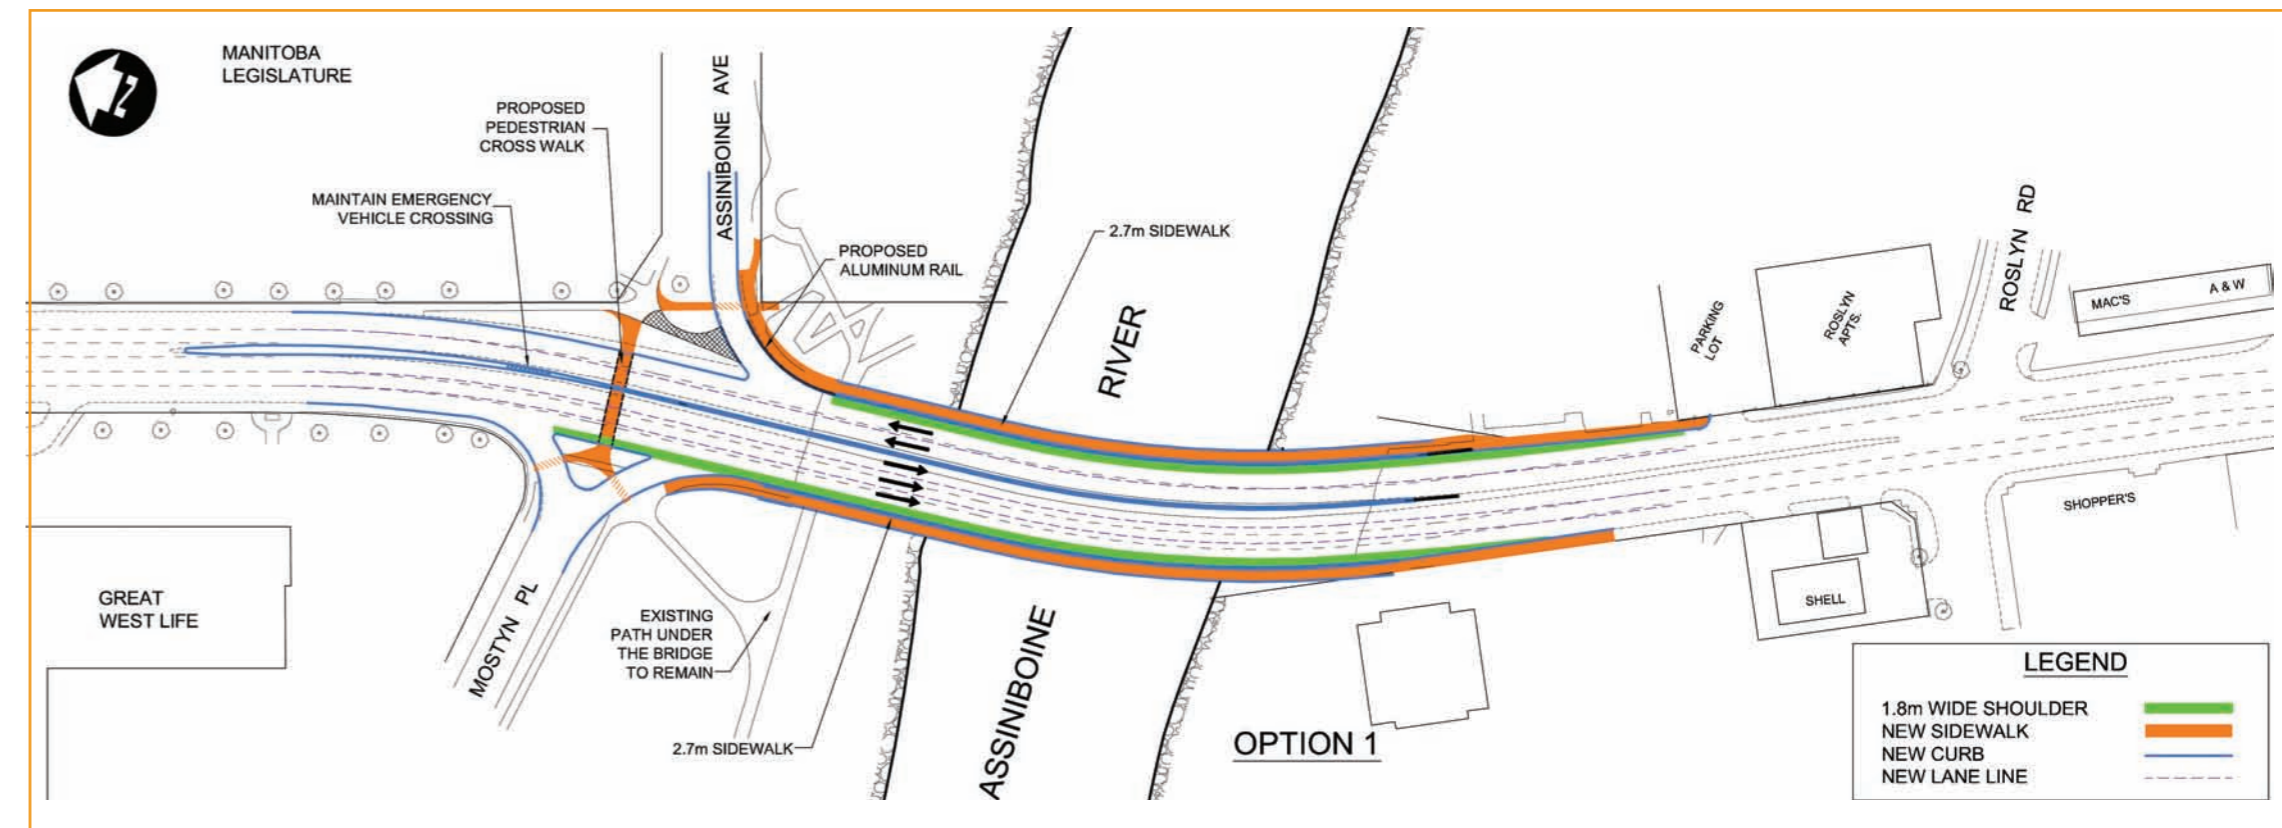 MANITOBA
LEGISLATURE
PROPOSED
PEDESTRIAN
CROSS WALK
MAINTAIN EMERGENCY
VEHICLE CROSSING
ASSINIBOINE AVE
PROPOSED
ALUMINUM RAIL
2.7m SIDEWALK
RIVER
PARKING
LOT
ROSLYN
APTS.
ROSLYN RD
MAC'S
A & W
SHOPPER'S
SHELL
GREAT
WEST LIFE
MOSTYN PL
EXISTING
PATH UNDER
THE BRIDGE
TO REMAIN
2.7m SIDEWALK
ASSINIBOINE
OPTION 1
LEGEND
1.8m WIDE SHOULDER
NEW SIDEWALK
NEW CURB
NEW LANE LINE
Z